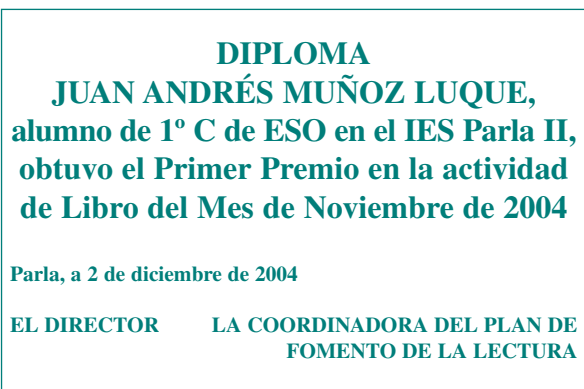 DIPLOMA
JUAN ANDRÉS MUÑOZ LUQUE,
alumno de 1º C de ESO en el IES Parla II,
obtuvo el Primer Premio en la actividad
de Libro del Mes de Noviembre de 2004
Parla, a 2 de diciembre de 2004
EL DIRECTOR LA COORDINADORA DEL PLAN DE
FOMENTO DE LA LECTURA